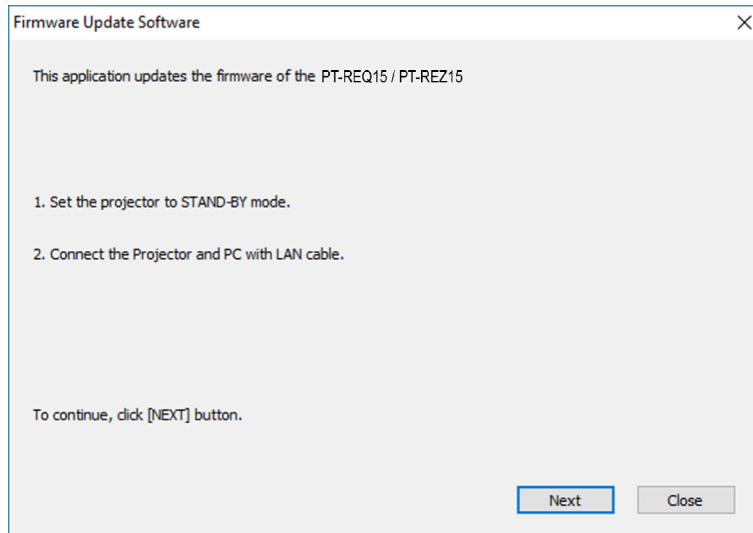 Firmware Update Software
This application updates the firmware of the PT-REQ15 / PT-REZ15
1. Set the projector to STAND-BY mode.
2. Connect the Projector and PC with LAN cable.
To continue, click [NEXT] button.
Next Close